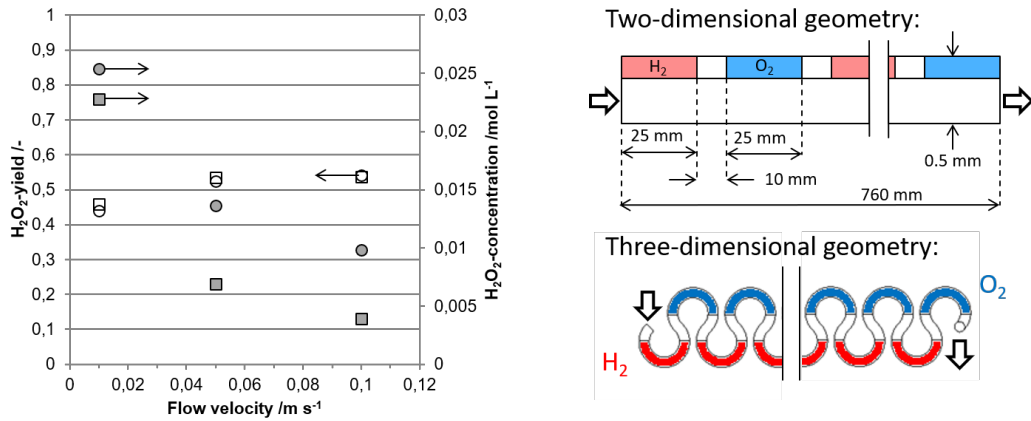 1
0,9
0,8
0,7
0,6
0,5
0,4
0,3
0,2
0,1
0
H₂O₂-yield /-
0,03
0,025
0,02
0,015
0,01
0,005
0
H₂O₂-concentration /mol L⁻¹
0 0,02 0,04 0,06 0,08 0,1 0,12
Flow velocity /m s⁻¹
Two-dimensional geometry:
H₂ O₂
25 mm 25 mm 0.5 mm
10 mm
760 mm
Three-dimensional geometry:
O₂
H₂